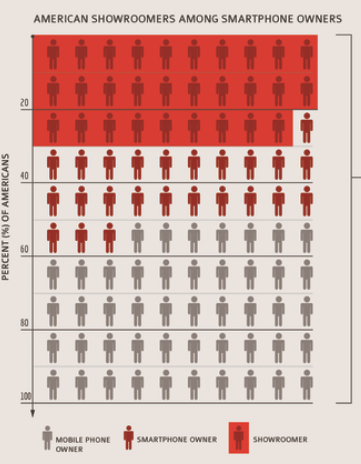 AMERICAN SHOWROOMERS AMONG SMARTPHONE OWNERS
20
40
60
80
100
PERCENT (%) OF AMERICANS
MOBILE PHONE
OWNER
SMARTPHONE OWNER
SHOWROOMER